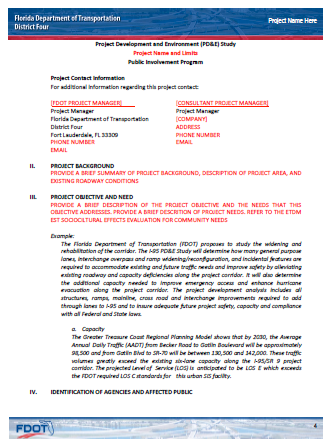 Florida Department of Transportation
District Four
Project Name Here
Project Development and Environment (PD&E) Study
Project Name and Limits
Public Involvement Program
Project Contact Information
For additional information regarding this project contact:
[FDOT PROJECT MANAGER]
Project Manager
Florida Department of Transportation
District Four
Fort Lauderdale, FL 33309
PHONE NUMBER
EMAIL
[CONSULTANT PROJECT MANAGER]
Project Manager
[COMPANY]
ADDRESS
PHONE NUMBER
EMAIL
II. PROJECT BACKGROUND
PROVIDE A BRIEF SUMMARY OF PROJECT BACKGROUND, DESCRIPTION OF PROJECT AREA, AND
EXISTING ROADWAY CONDITIONS
III. PROJECT OBJECTIVE AND NEED
PROVIDE A BRIEF DESCRIPTION OF THE PROJECT OBJECTIVE AND THE NEEDS THAT THIS
OBJECTIVE ADDRESSES. PROVIDE A BRIEF DESCRITION OF PROJECT NEEDS. REFER TO THE ETDM
EST SOCIOCULTURAL EFFECTS EVALUATION FOR COMMUNITY NEEDS
Example:
The Florida Department of Transportation (FDOT) proposes to study the widening and
rehabilitation of the corridor. The I-95 PD&E Study will determine how many general purpose
lanes, interchange overpass and ramp widening/reconfiguration, and incidental features are
required to accommodate existing and future traffic needs and improve safety by alleviating
existing roadway and capacity deficiencies along the project corridor. It will also determine
the additional capacity needed to improve emergency access and enhance hurricane
evacuation along the project corridor. The project development analysis includes all
structures, ramps, mainline, cross road and interchange improvements required to add
through lanes to I-95 and to insure adequate future project safety, capacity and compliance
with all Federal and State laws.
a. Capacity
The Greater Treasure Coast Regional Planning Model shows that by 2030, the Average
Annual Daily Traffic (AADT) from Becker Road to Gatlin Boulevard will be approximately
98,500 and from Gatlin Blvd to SR-70 will be between 130,500 and 142,000. These traffic
volumes greatly exceed the existing six-lane capacity along the I-95/SR 9 project
corridor. The projected Level of Service (LOS) is anticipated to be LOS E which exceeds
the FDOT required LOS C standards for this urban SIS facility.
IV. IDENTIFICATION OF AGENCIES AND AFFECTED PUBLIC
FDOT